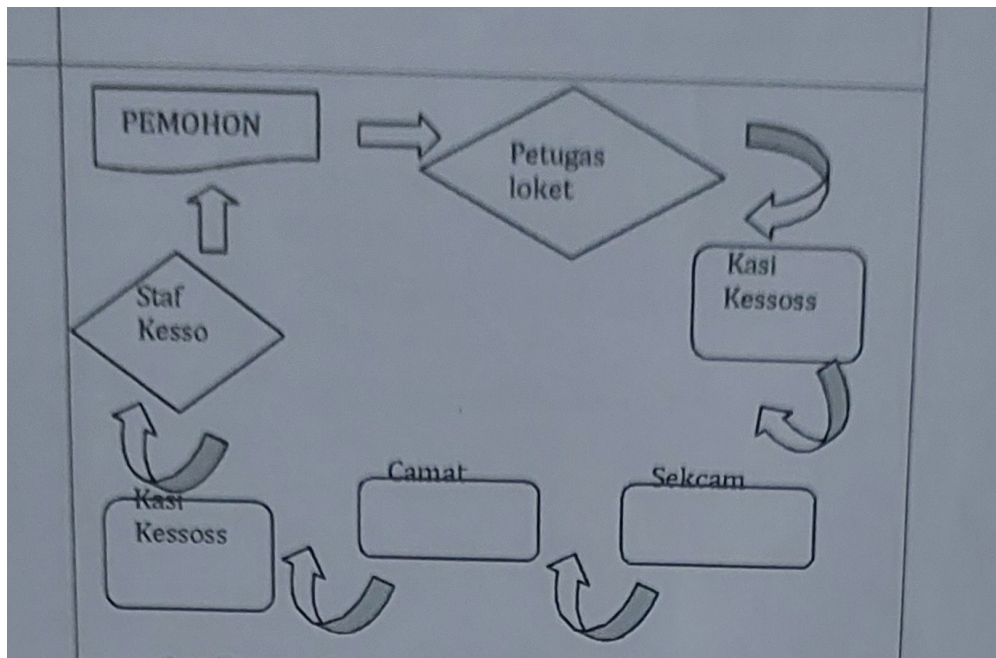 PEMOHON
Petugas
loket
Kasi
Kessoss
Sekcam
Camat
Kasi
Kessoss
Staf
Kesso